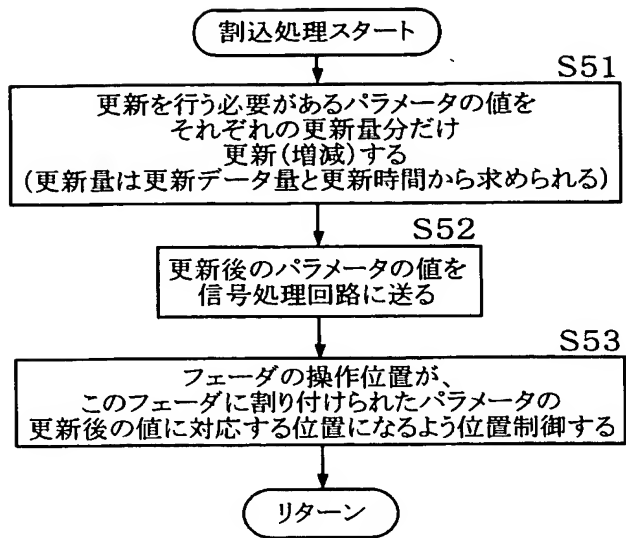 割込処理スタート
S51
更新を行う必要があるパラメータの値を
それぞれの更新量分だけ
更新(増減)する
(更新量は更新データ量と更新時間から求められる)
S52
更新後のパラメータの値を
信号処理回路に送る
S53
フェーダの操作位置が、
このフェーダに割り付けられたパラメータの
更新後の値に対応する位置になるよう位置制御する
リターン